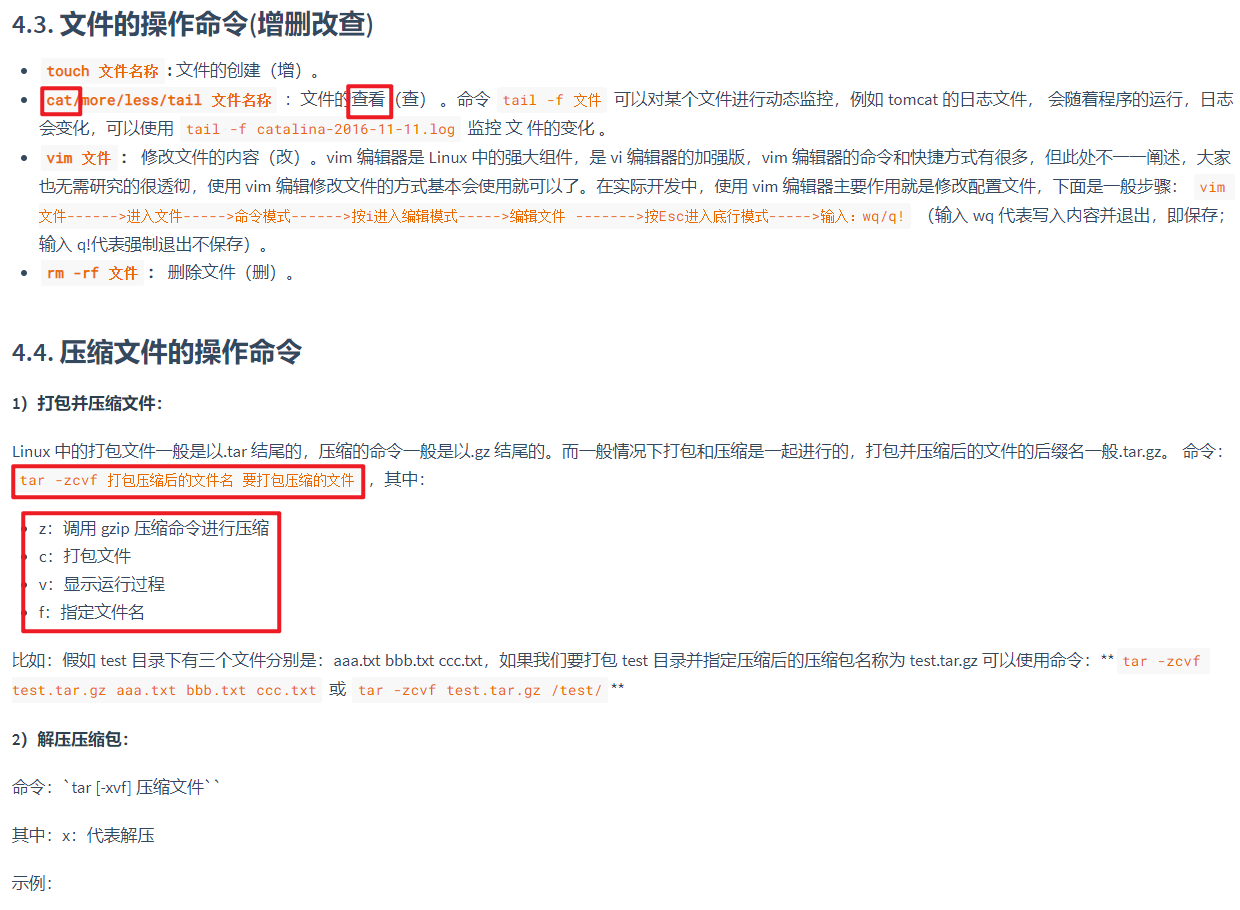 4.3. 文件的操作命令(增删改查)
touch 文件名称 : 文件的创建（增）。
cat/more/less/tail 文件名称 ：文件的查看（查）。命令 tail -f 文件 可以对某个文件进行动态监控，例如 tomcat 的日志文件， 会随着程序的运行，日志
会变化，可以使用 tail -f catalina-2016-11-11.log 监控 文 件的变化 。
vim 文件 ： 修改文件的内容（改）。vim 编辑器是 Linux 中的强大组件，是 vi 编辑器的加强版，vim 编辑器的命令和快捷方式有很多，但此处不一一阐述，大家
也无需研究的很透彻，使用 vim 编辑修改文件的方式基本会使用就可以了。在实际开发中，使用 vim 编辑器主要作用就是修改配置文件，下面是一般步骤： vim
文件------>进入文件----->命令模式------>按i进入编辑模式----->编辑文件 ------->按Esc进入底行模式----->输入：wq/q! （输入 wq 代表写入内容并退出，即保存；
输入 q!代表强制退出不保存）。
rm -rf 文件 ： 删除文件（删）。
4.4. 压缩文件的操作命令
1）打包并压缩文件：
Linux 中的打包文件一般是以.tar 结尾的，压缩的命令一般是以.gz 结尾的。而一般情况下打包和压缩是一起进行的，打包并压缩后的文件的后缀名一般.tar.gz。 命令：
tar -zcvf 打包压缩后的文件名 要打包压缩的文件 ，其中：
z：调用 gzip 压缩命令进行压缩
c：打包文件
v：显示运行过程
f：指定文件名
比如：假如 test 目录下有三个文件分别是：aaa.txt bbb.txt ccc.txt，如果我们要打包 test 目录并指定压缩后的压缩包名称为 test.tar.gz 可以使用命令：** tar -zcvf
test.tar.gz aaa.txt bbb.txt ccc.txt 或 tar -zcvf test.tar.gz /test/ **
2）解压压缩包：
命令：`tar [-xvf] 压缩文件``
其中：x：代表解压
示例：